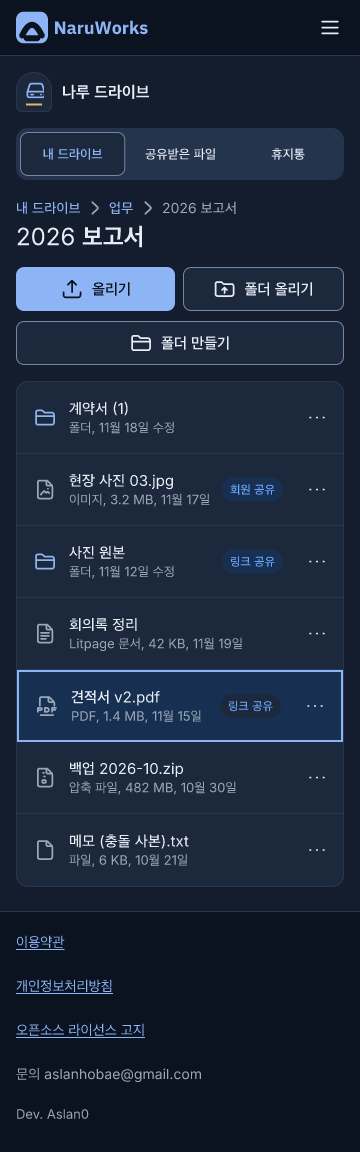 NaruWorks
나루 드라이브
내 드라이브 공유받은 파일 휴지통
내 드라이브 > 업무 > 2026 보고서
2026 보고서
올리기 폴더 올리기
폴더 만들기
계약서 (1)
폴더, 11월 18일 수정
현장 사진 03.jpg
이미지, 3.2 MB, 11월 17일
회원 공유
사진 원본
폴더, 11월 12일 수정
링크 공유
회의록 정리
Litpage 문서, 42 KB, 11월 19일
PDF
견적서 v2.pdf
PDF, 1.4 MB, 11월 15일
링크 공유
백업 2026-10.zip
압축 파일, 482 MB, 10월 30일
메모 (충돌 사본).txt
파일, 6 KB, 10월 21일
이용약관
개인정보처리방침
오픈소스 라이선스 고지
문의 aslanhobae@gmail.com
Dev. Aslan0